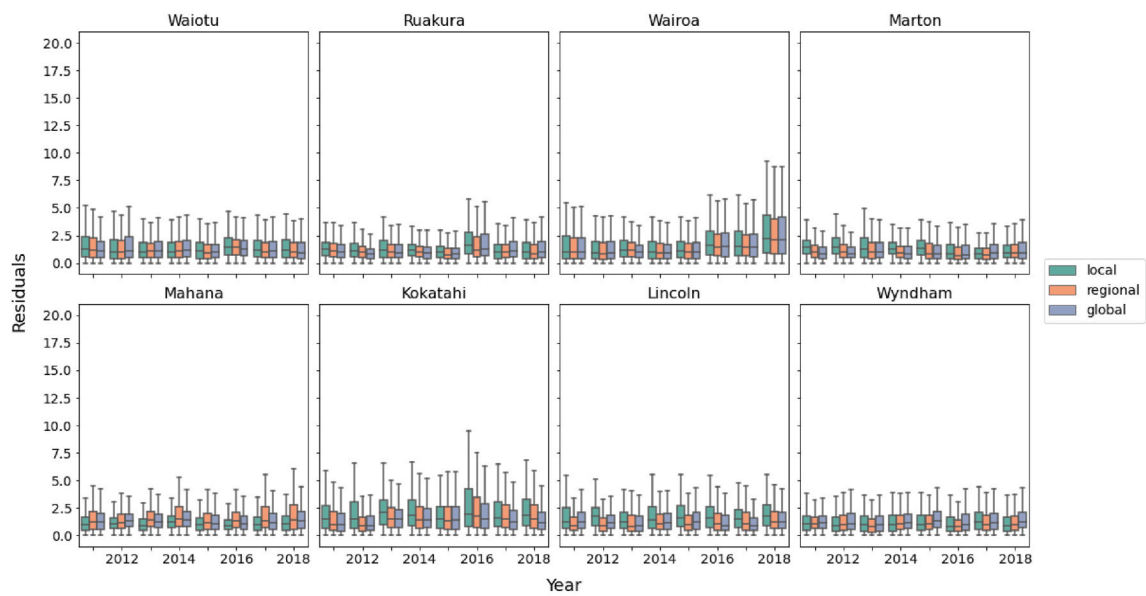 Waiotu Ruakura Wairoa Marton
20.0
17.5
15.0
12.5
10.0
7.5
5.0
2.5
0.0
local
regional
global
Residuals
Mahana Kokatahi Lincoln Wyndham
20.0
17.5
15.0
12.5
10.0
7.5
5.0
2.5
0.0
2012 2014 2016 2018 2012 2014 2016 2018 2012 2014 2016 2018 2012 2014 2016 2018
Year